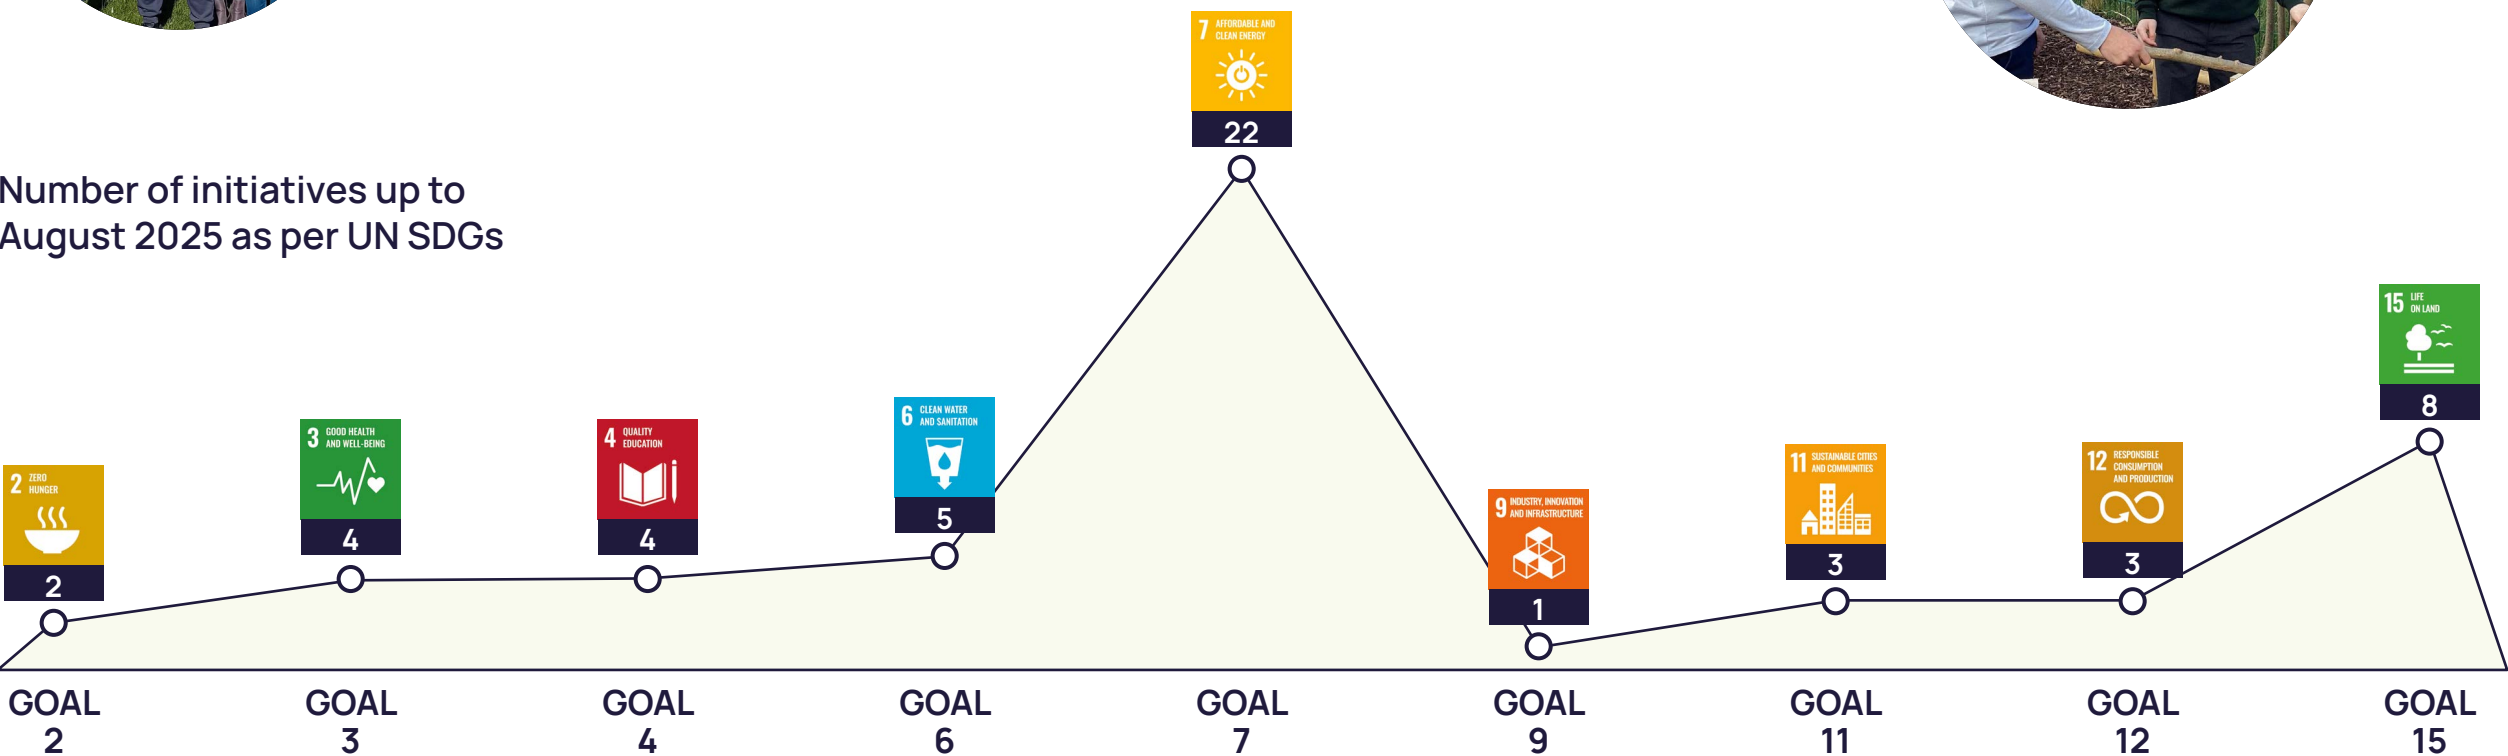 7 AFFORDABLE AND
CLEAN ENERGY
22
Number of initiatives up to
August 2025 as per UN SDGs
15 LIFE
ON LAND
8
6 CLEAN WATER
AND SANITATION
5
3 GOOD HEALTH
AND WELL-BEING
4
4 QUALITY
EDUCATION
4
11 SUSTAINABLE CITIES
AND COMMUNITIES
3
12 RESPONSIBLE
CONSUMPTION
AND PRODUCTION
3
2 ZERO
HUNGER
2
9 INDUSTRY, INNOVATION
AND INFRASTRUCTURE
1
GOAL
2
GOAL
3
GOAL
4
GOAL
6
GOAL
7
GOAL
9
GOAL
11
GOAL
12
GOAL
15